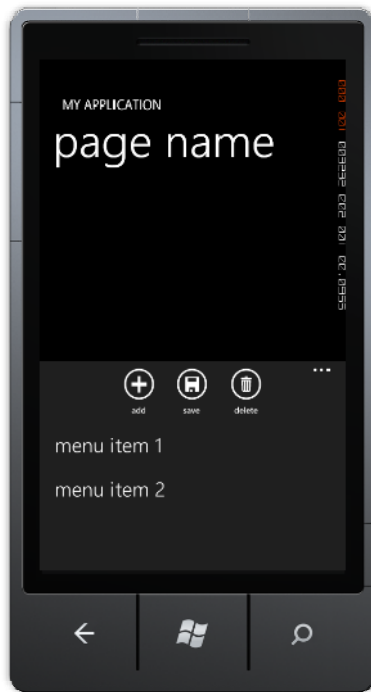 MY APPLICATION
page name
...
add save delete
menu item 1
menu item 2